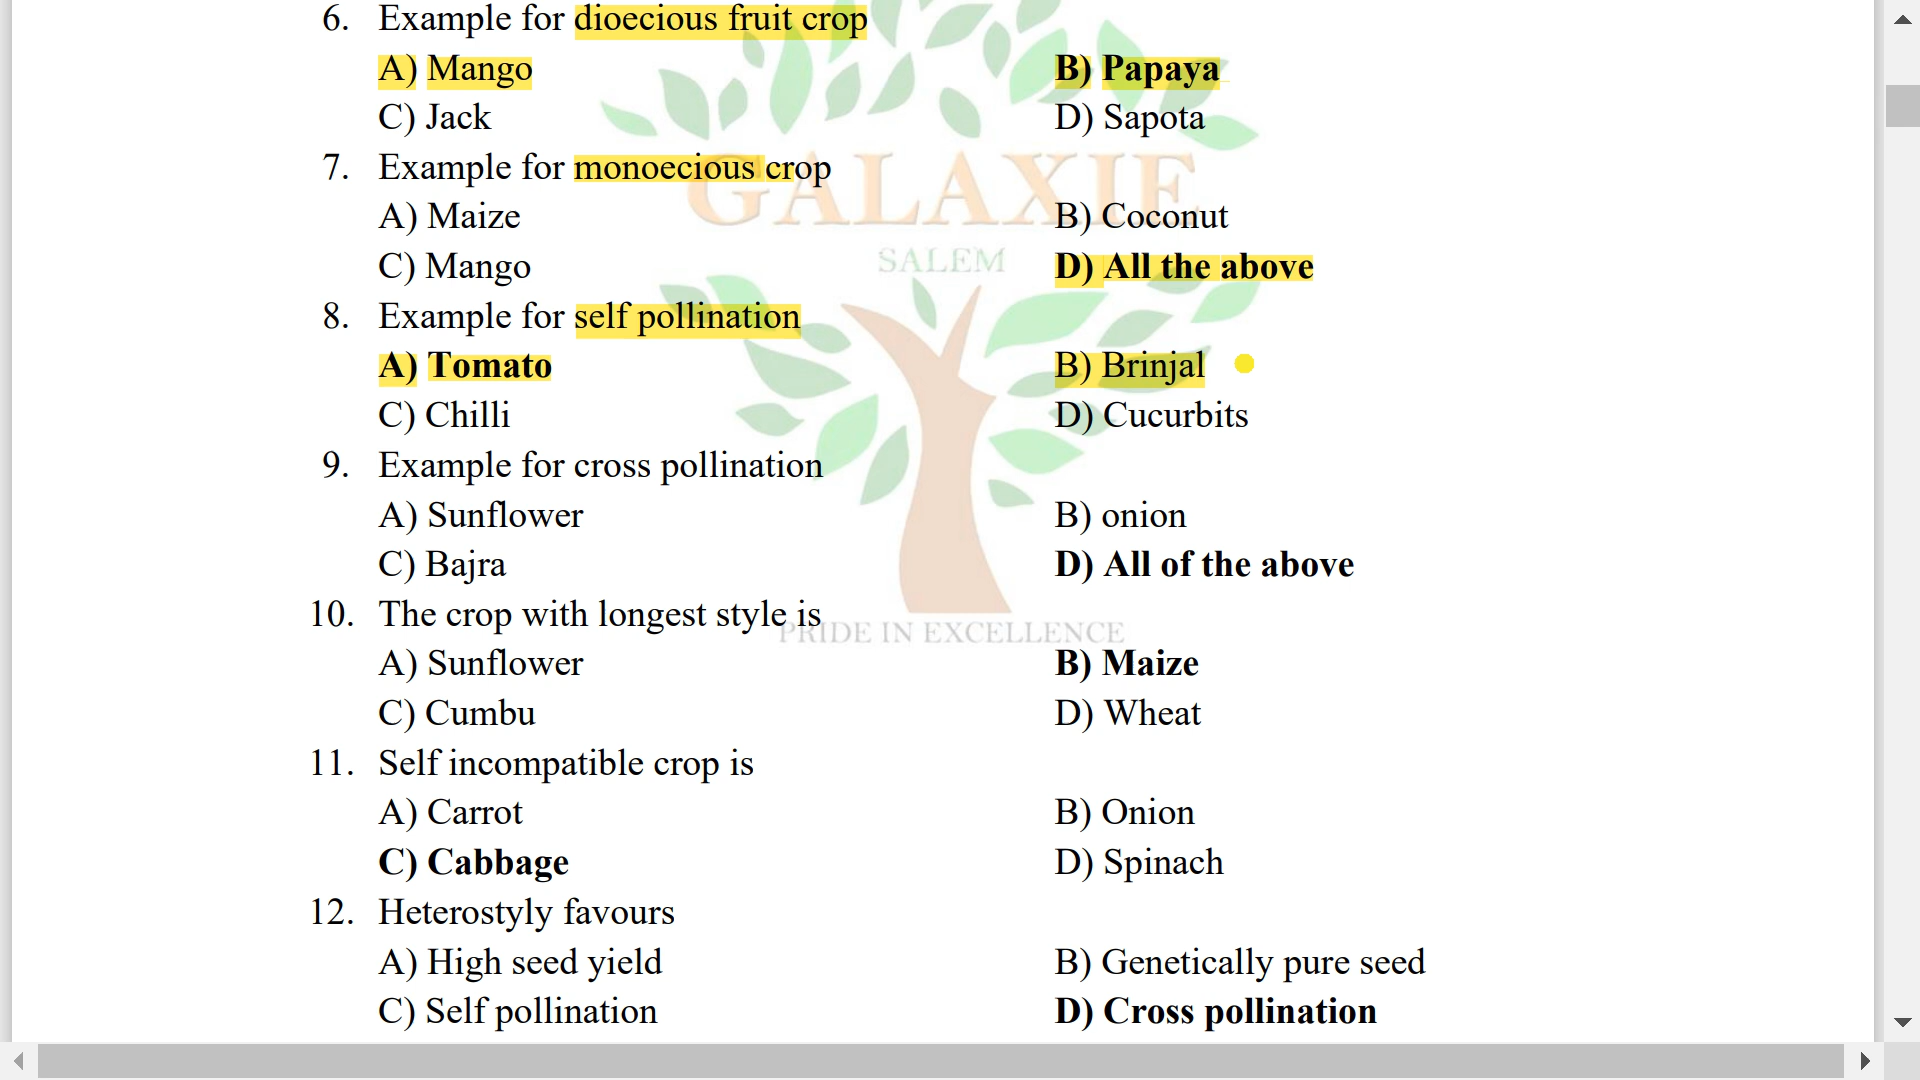 6. Example for dioecious fruit crop
A) Mango B) Papaya
C) Jack D) Sapota
7. Example for monoecious crop
GALAXIE
A) Maize B) Coconut
SALEM
C) Mango D) All the above
8. Example for self pollination
A) Tomato B) Brinjal
C) Chilli D) Cucurbits
9. Example for cross pollination
A) Sunflower B) onion
C) Bajra D) All of the above
10. The crop with longest style is
PRIDE IN EXCELLENCE
A) Sunflower B) Maize
C) Cumbu D) Wheat
11. Self incompatible crop is
A) Carrot B) Onion
C) Cabbage D) Spinach
12. Heterostyly favours
A) High seed yield B) Genetically pure seed
C) Self pollination D) Cross pollination